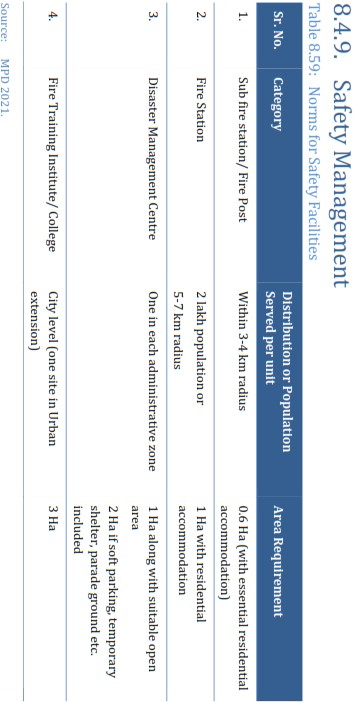 8.4.9. Safety Management
Table 8.59: Norms for Safety Facilities
Sr. No. Category Distribution or Population Served per unit Area Requirement
1. Sub fire station/ Fire Post Within 3-4 km radius 0.6 Ha (with essential residential accommodation)
2. Fire Station 2 lakh population or 5-7 km radius 1 Ha with residential accommodation
3. Disaster Management Centre One in each administrative zone 1 Ha along with suitable open area
2 Ha if soft parking, temporary shelter, parade ground etc. included
4. Fire Training Institute/ College City level (one site in Urban extension) 3 Ha
Source: MPD 2021.